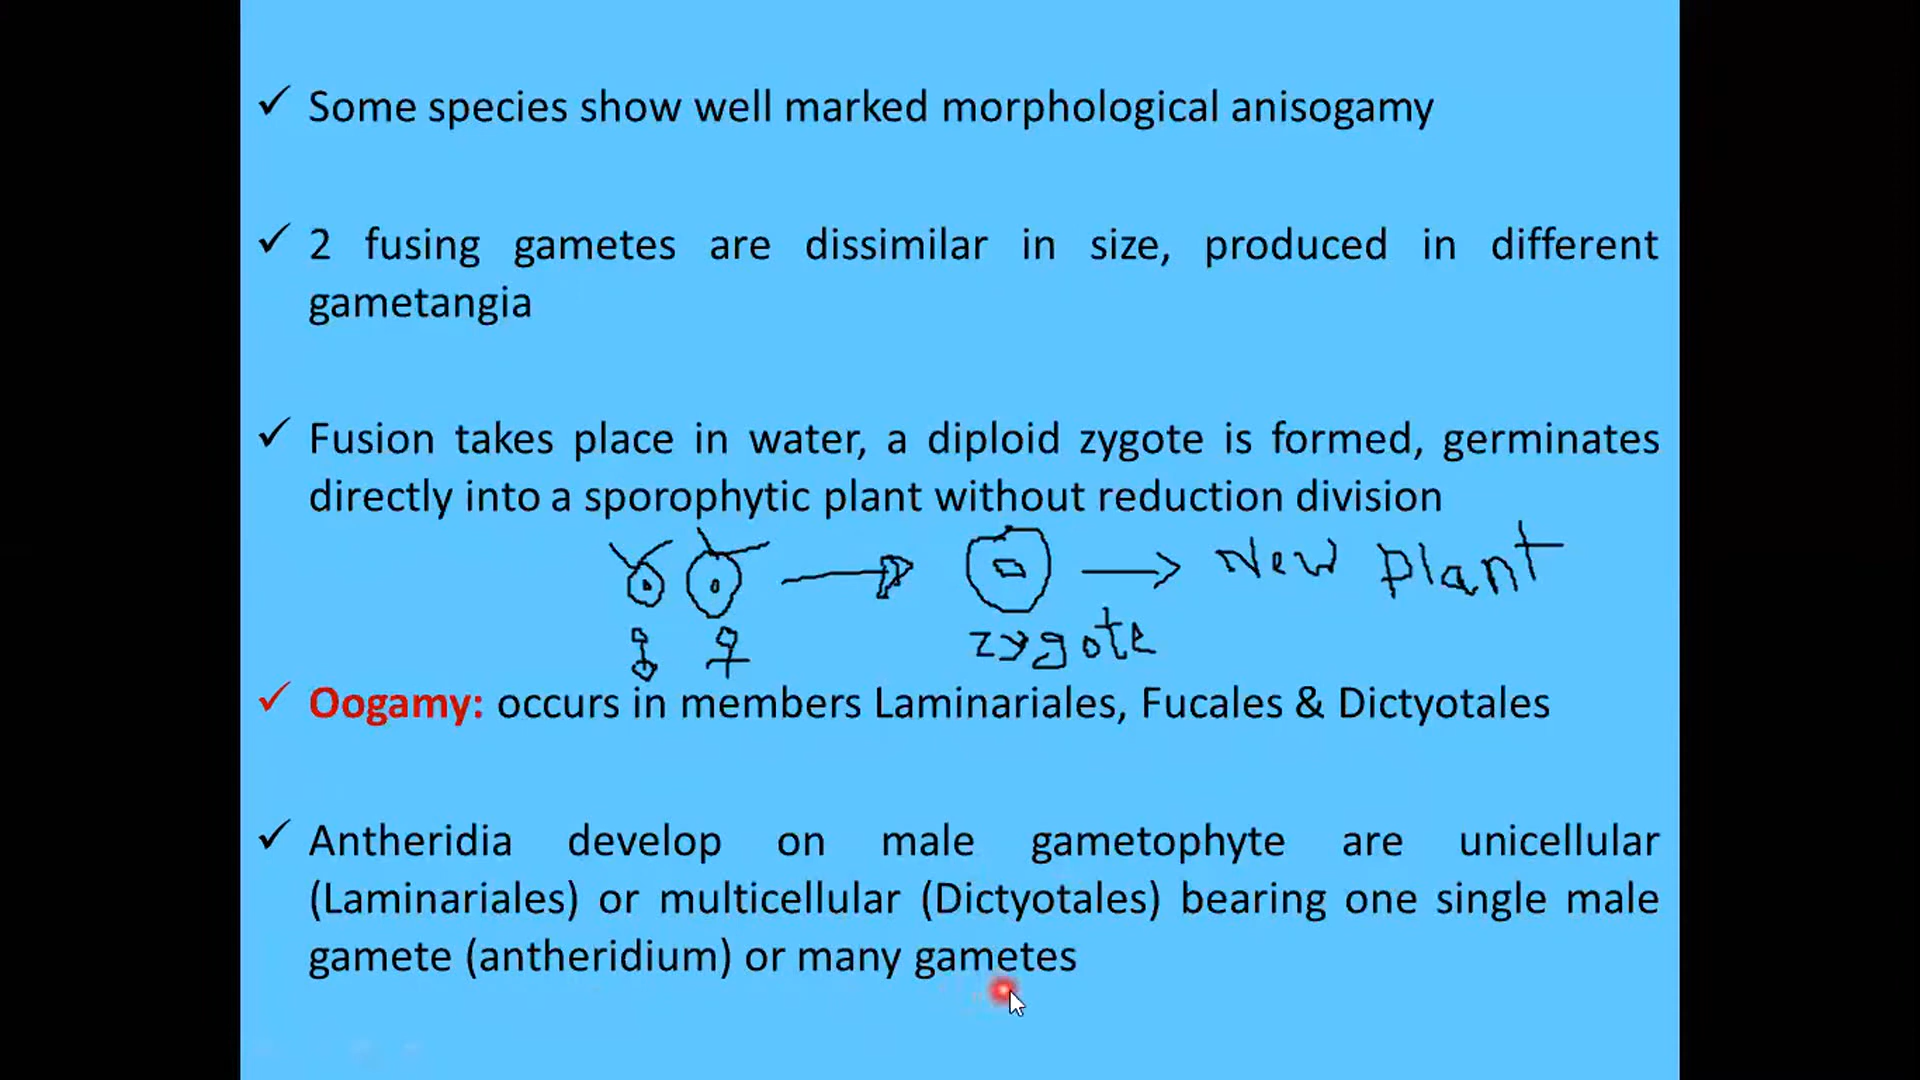 ✓ Some species show well marked morphological anisogamy
✓ 2 fusing gametes are dissimilar in size, produced in different
gametangia
✓ Fusion takes place in water, a diploid zygote is formed, germinates
directly into a sporophytic plant without reduction division
New Plant
♂ ♀ zygote
✓ Oogamy: occurs in members Laminariales, Fucales & Dictyotales
✓ Antheridia develop on male gametophyte are unicellular
(Laminariales) or multicellular (Dictyotales) bearing one single male
gamete (antheridium) or many gametes